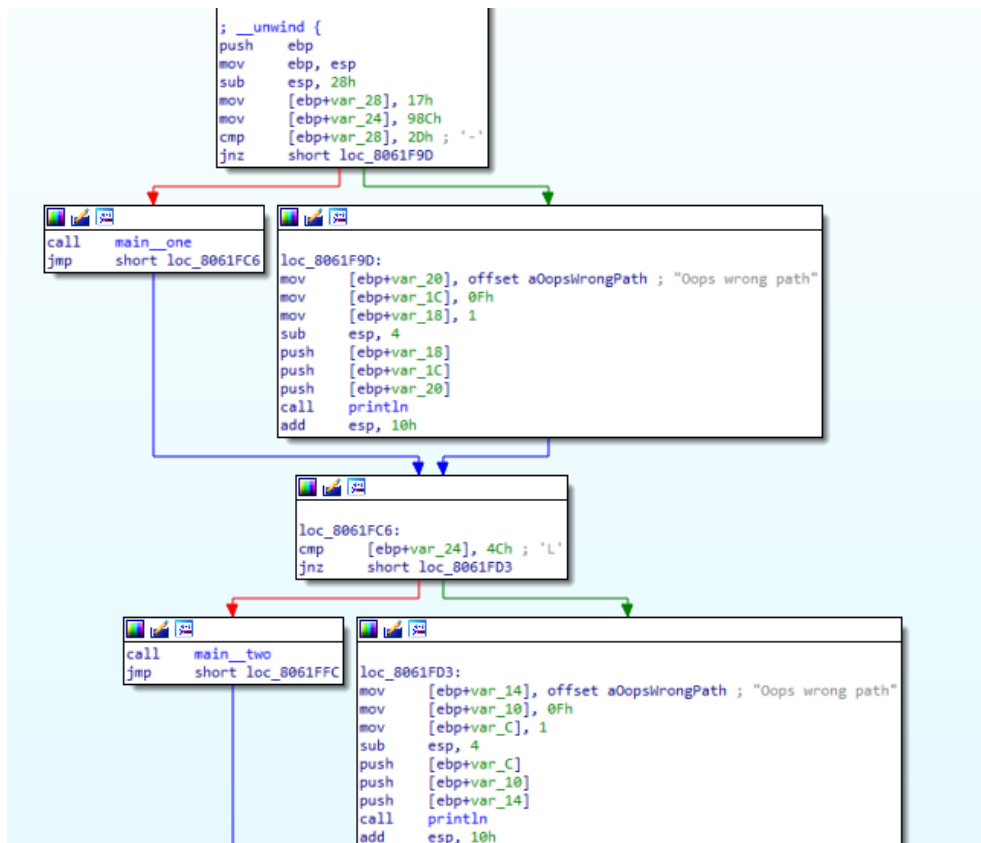 ; __unwind {
push    ebp
mov     ebp, esp
sub     esp, 28h
mov     [ebp+var_28], 17h
mov     [ebp+var_24], 98Ch
cmp     [ebp+var_28], 2Dh ; '-'
jnz     short loc_8061F9D
call    main__one
jmp     short loc_8061FC6
loc_8061F9D:
mov     [ebp+var_20], offset aOopsWrongPath ; "Oops wrong path"
mov     [ebp+var_1C], 0Fh
mov     [ebp+var_18], 1
sub     esp, 4
push    [ebp+var_18]
push    [ebp+var_1C]
push    [ebp+var_20]
call    println
add     esp, 10h
loc_8061FC6:
cmp     [ebp+var_24], 4Ch ; 'L'
jnz     short loc_8061FD3
call    main__two
jmp     short loc_8061FFC
loc_8061FD3:
mov     [ebp+var_14], offset aOopsWrongPath ; "Oops wrong path"
mov     [ebp+var_10], 0Fh
mov     [ebp+var_C], 1
sub     esp, 4
push    [ebp+var_C]
push    [ebp+var_10]
push    [ebp+var_14]
call    println
add     esp, 10h